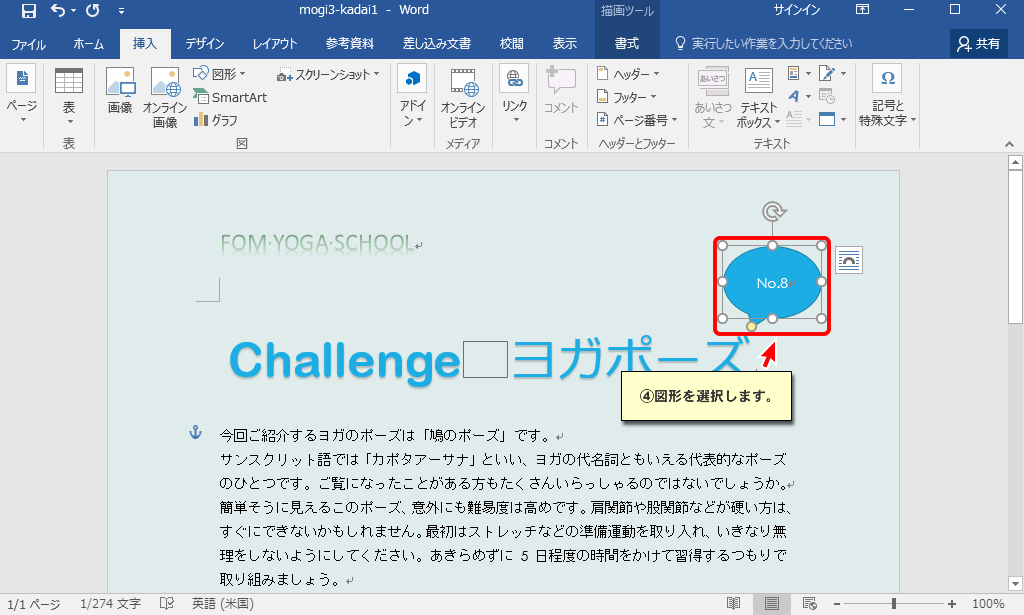 mogi3-kadai1 - Word
描画ツール
サインイン
ファイル ホーム 挿入 デザイン レイアウト 参考資料 差し込み文書 校閲 表示 書式 実行したい作業を入力してください 共有
ページ
表
表
画像
オンライン
画像
図形
SmartArt
グラフ
スクリーンショット
図
アドイ
ン
オンライン
ビデオ
メディア
リンク
コメント
コメント
ヘッダー
フッター
ページ番号
ヘッダーとフッター
あいさつ
あいさつ
文
テキスト
ボックス
テキスト
記号と
特殊文字
FOM・YOGA・SCHOOL
No.8
Challenge□ヨガポーズ
④図形を選択します。
今回ご紹介するヨガのポーズは「鳩のポーズ」です。
サンスクリット語では「カポタアーサナ」といい、ヨガの代名詞ともいえる代表的なポーズ
のひとつです。ご覧になったことがある方もたくさんいらっしゃるのではないでしょうか。
簡単そうに見えるこのポーズ、意外にも難易度は高めです。肩関節や股関節などが硬い方は、
すぐにできないかもしれません。最初はストレッチなどの準備運動を取り入れ、いきなり無
理をしないようにしてください。あきらめずに 5 日程度の時間をかけて習得するつもりで
取り組みましょう。
1/1 ページ 1/274 文字 英語 (米国) 100%